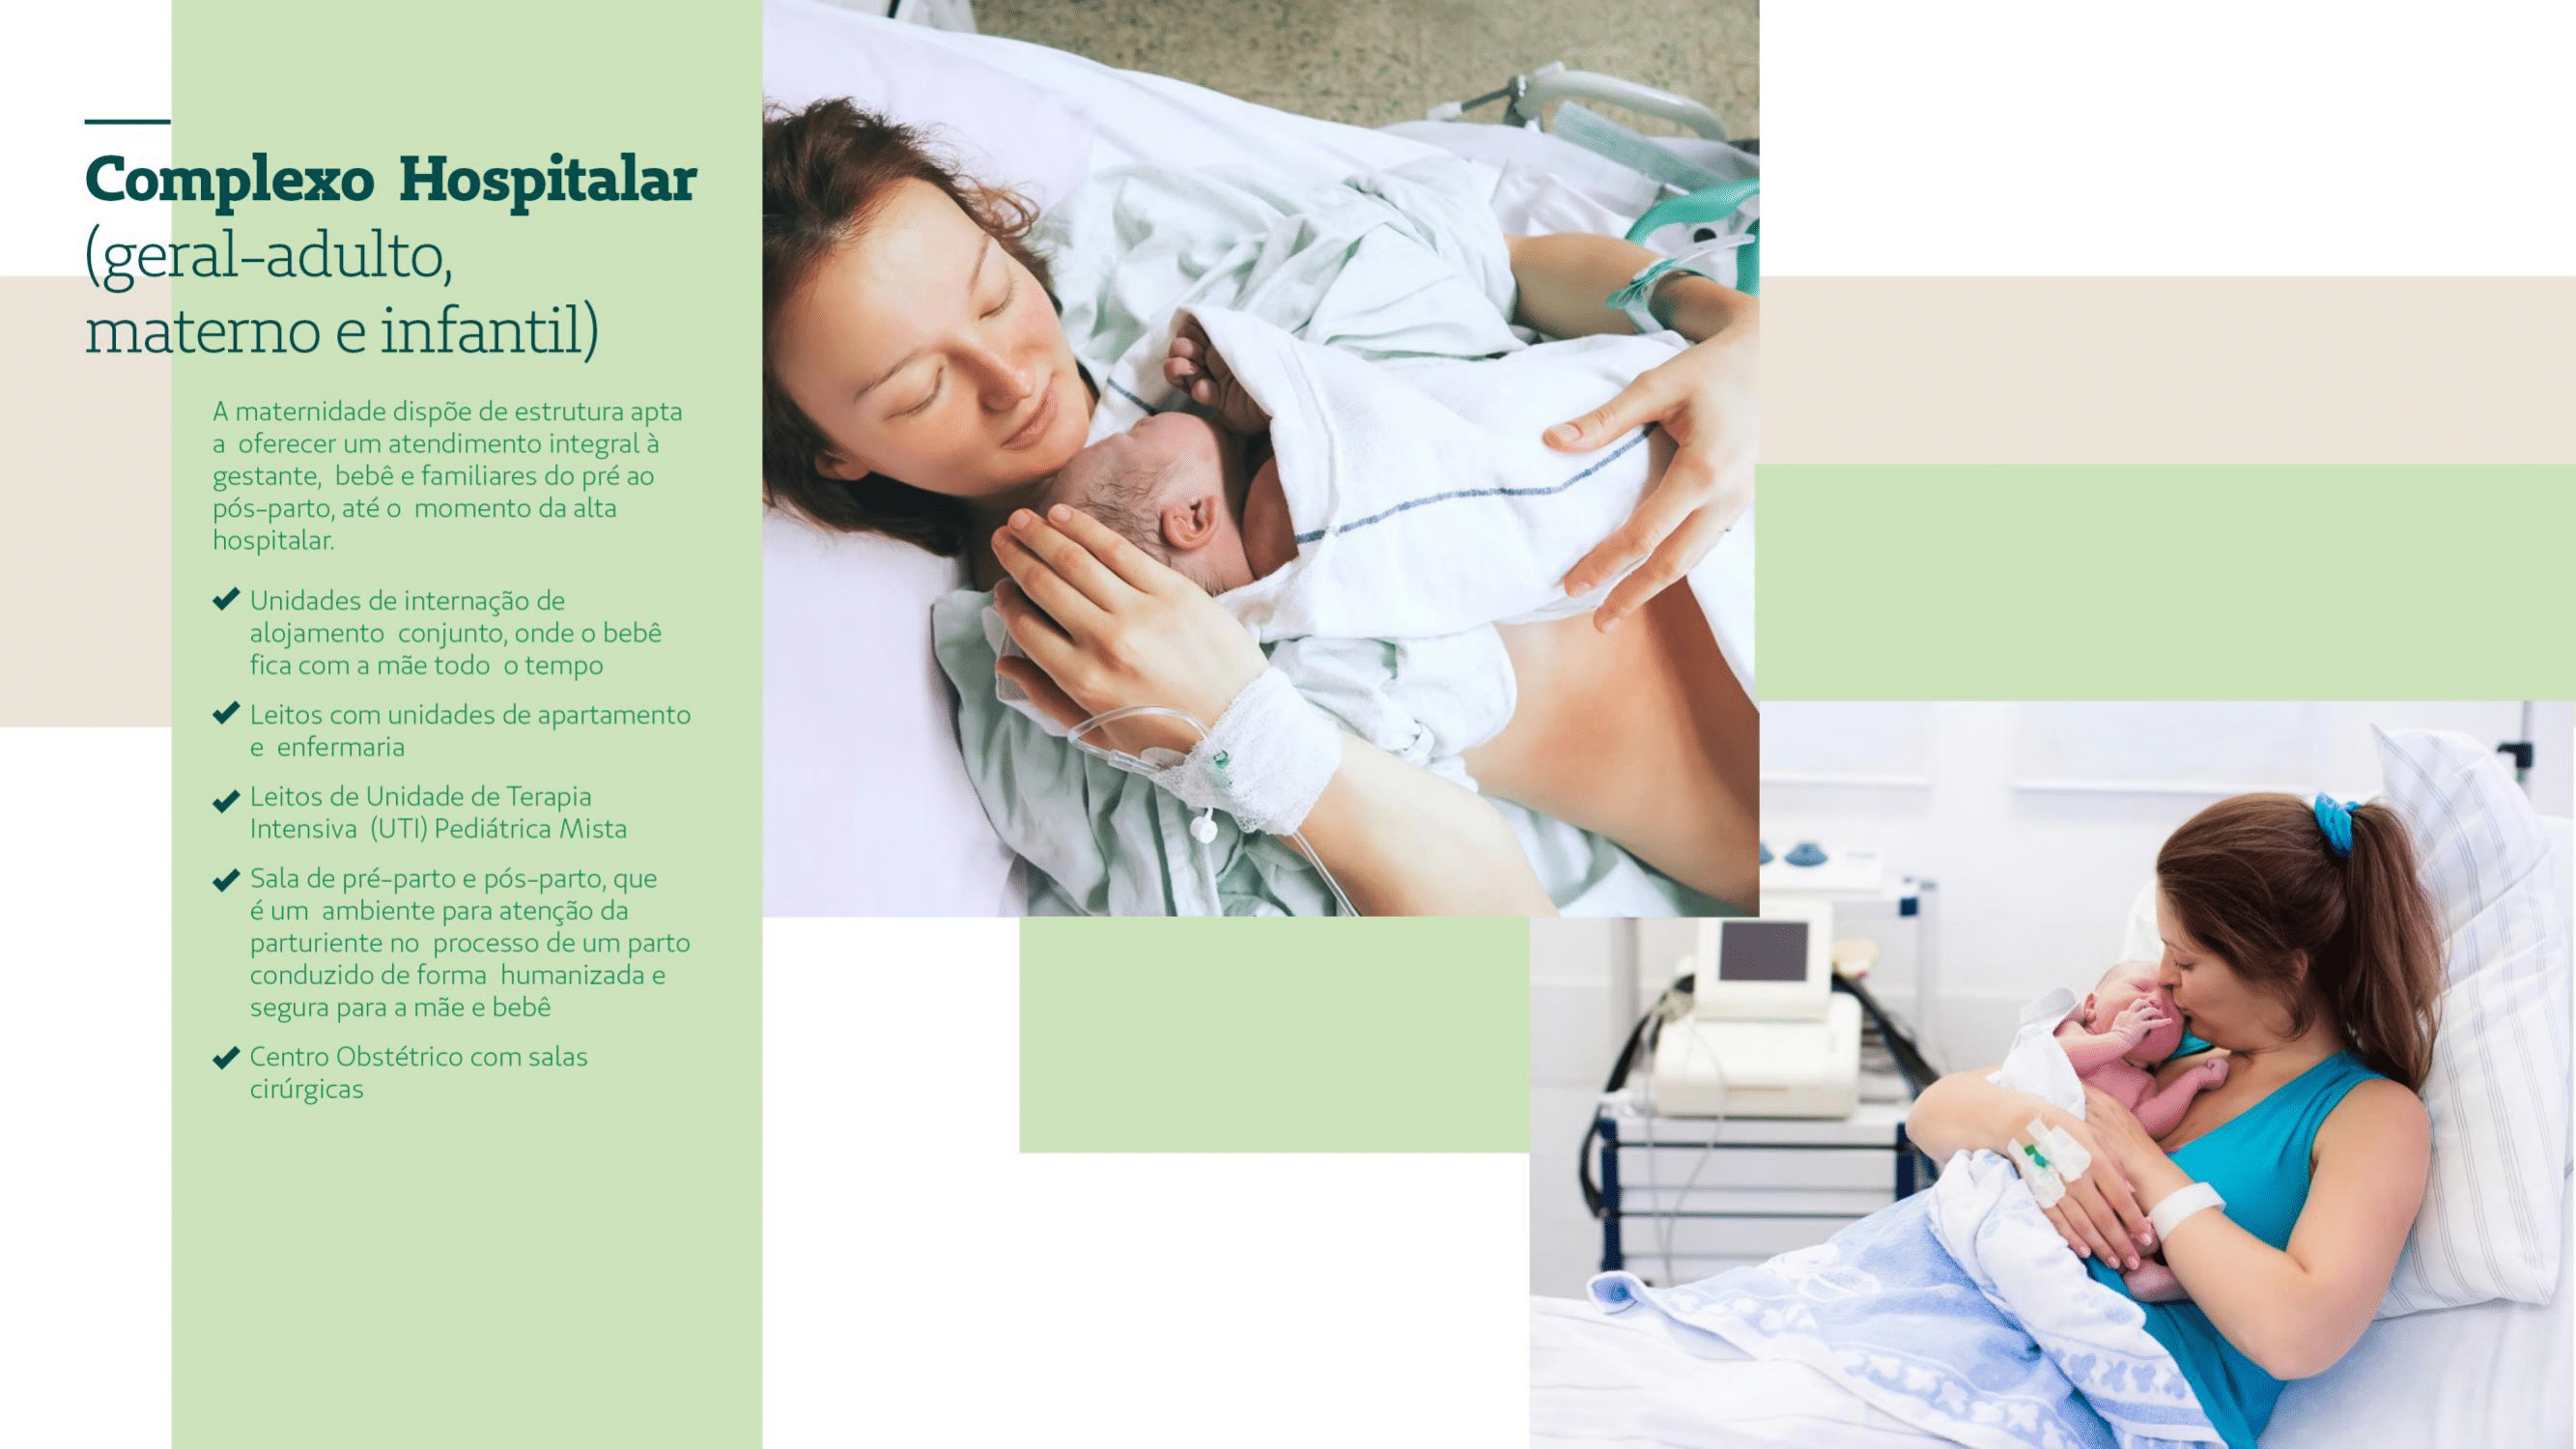 Complexo Hospitalar
(geral-adulto,
materno e infantil)
A maternidade dispõe de estrutura apta
a oferecer um atendimento integral à
gestante, bebê e familiares do pré ao
pós-parto, até o momento da alta
hospitalar.
Unidades de internação de
alojamento conjunto, onde o bebê
fica com a mãe todo o tempo
Leitos com unidades de apartamento
e enfermaria
Leitos de Unidade de Terapia
Intensiva (UTI) Pediátrica Mista
Sala de pré-parto e pós-parto, que
é um ambiente para atenção da
parturiente no processo de um parto
conduzido de forma humanizada e
segura para a mãe e bebê
Centro Obstétrico com salas
cirúrgicas